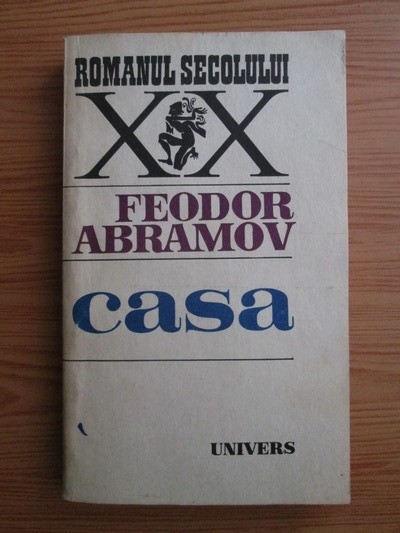 ROMANUL SECOLULUI
XX
FEODOR
ABRAMOV
casa
UNIVERS